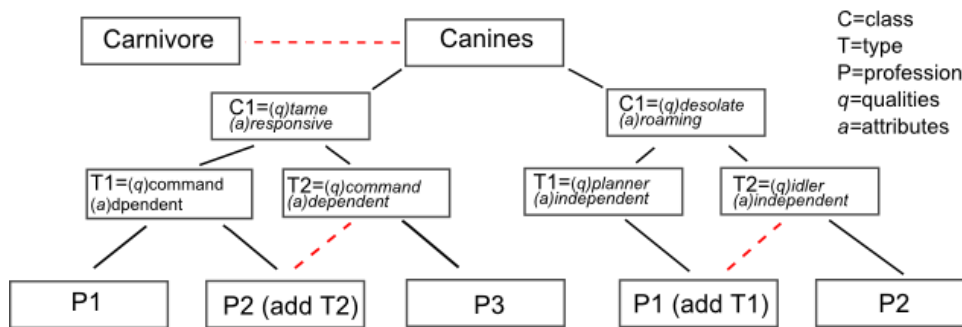 Carnivore
Canines
C=class
T=type
P=profession
q=qualities
a=attributes
C1=(q)tame
(a)responsive
C1=(q)desolate
(a)roaming
T1=(q)command
(a)dpendent
T2=(q)command
(a)dependent
T1=(q)planner
(a)independent
T2=(q)idler
(a)independent
P1
P2 (add T2)
P3
P1 (add T1)
P2